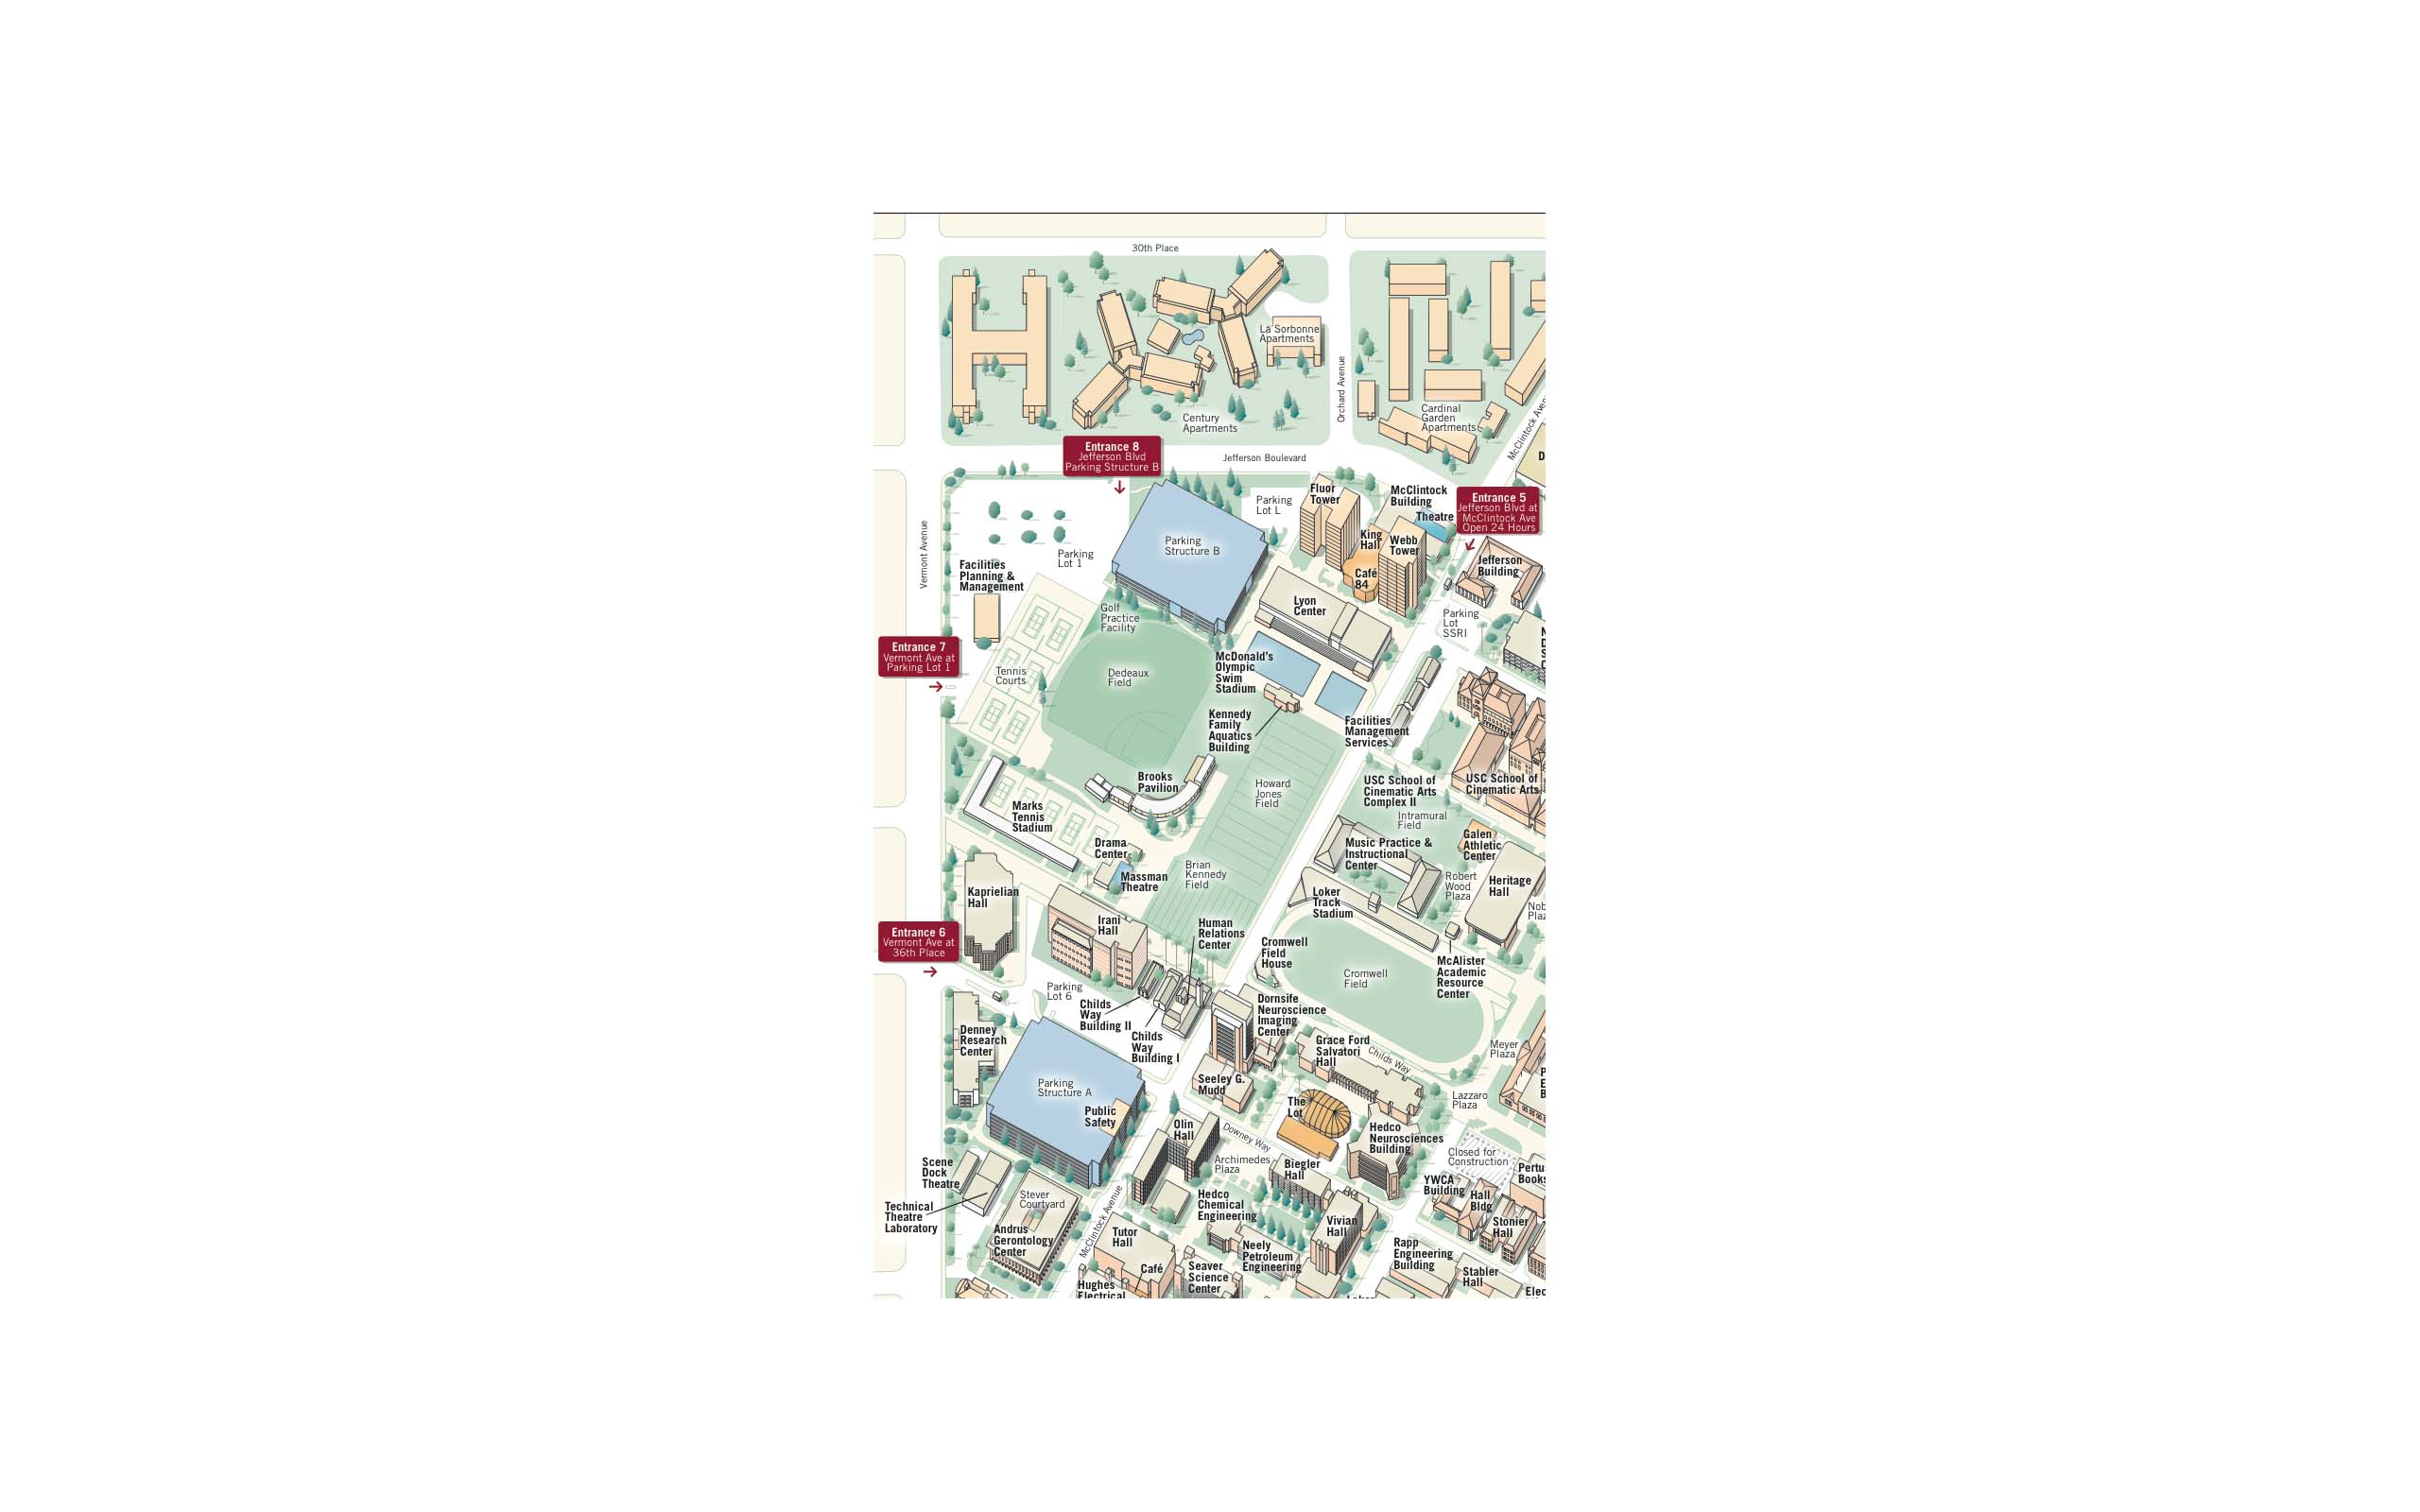 30th Place
La Sorbonne
Apartments
Orchard Avenue
Century
Apartments
Cardinal
Garden
Apartments
McClintock Aven
Entrance 8
Jefferson Blvd
Parking Structure B
Jefferson Boulevard
D
Fluor
Tower
McClintock
Building
Theatre
Entrance 5
Jefferson Blvd at
McClintock Ave
Open 24 Hours
Parking
Lot L
Vermont Avenue
Parking
Structure B
King
Hall
Webb
Tower
Parking
Lot 1
Jefferson
Building
Facilities
Planning &
Management
Café
84
Lyon
Center
Golf
Practice
Facility
Parking
Lot
SSRI
Entrance 7
Vermont Ave at
Parking Lot 1
Tennis
Courts
Dedeaux
Field
McDonald's
Olympic
Swim
Stadium
Kennedy
Family
Aquatics
Building
Facilities
Management
Services
Brooks
Pavilion
Howard
Jones
Field
USC School of
Cinematic Arts
Complex II
USC School of
Cinematic Arts
Marks
Tennis
Stadium
Intramural
Field
Drama
Center
Music Practice &
Instructional
Center
Galen
Athletic
Center
Massman
Theatre
Brian
Kennedy
Field
Robert
Wood
Plaza
Heritage
Hall
Kaprielian
Hall
Loker
Track
Stadium
Nob
Plaz
Irani
Hall
Human
Relations
Center
Entrance 6
Vermont Ave at
36th Place
Cromwell
Field
House
Cromwell
Field
McAlister
Academic
Resource
Center
Parking
Lot 6
Childs
Way
Building II
Dornsife
Neuroscience
Imaging
Center
Denney
Research
Center
Childs
Way
Building I
Grace Ford
Salvatori
Hall
Childs Way
Meyer
Plaza
P
E
B
Parking
Structure A
Seeley G.
Mudd
Public
Safety
The
Lot
Lazzaro
Plaza
Olin
Hall
Downey Way
Hedco
Neurosciences
Building
Closed for
Construction
Scene
Dock
Theatre
Archimedes
Plaza
Biegler
Hall
Pertu
Books
YWCA
Building
Hall
Bldg
Stever
Courtyard
Technical
Theatre
Laboratory
Hedco
Chemical
Engineering
Vivian
Hall
Stonier
Hall
Andrus
Gerontology
Center
McClintock Avenue
Tutor
Hall
Neely
Petroleum
Engineering
Rapp
Engineering
Building
Café
Seaver
Science
Center
Stabler
Hall
Hughes
Electrical
Elec